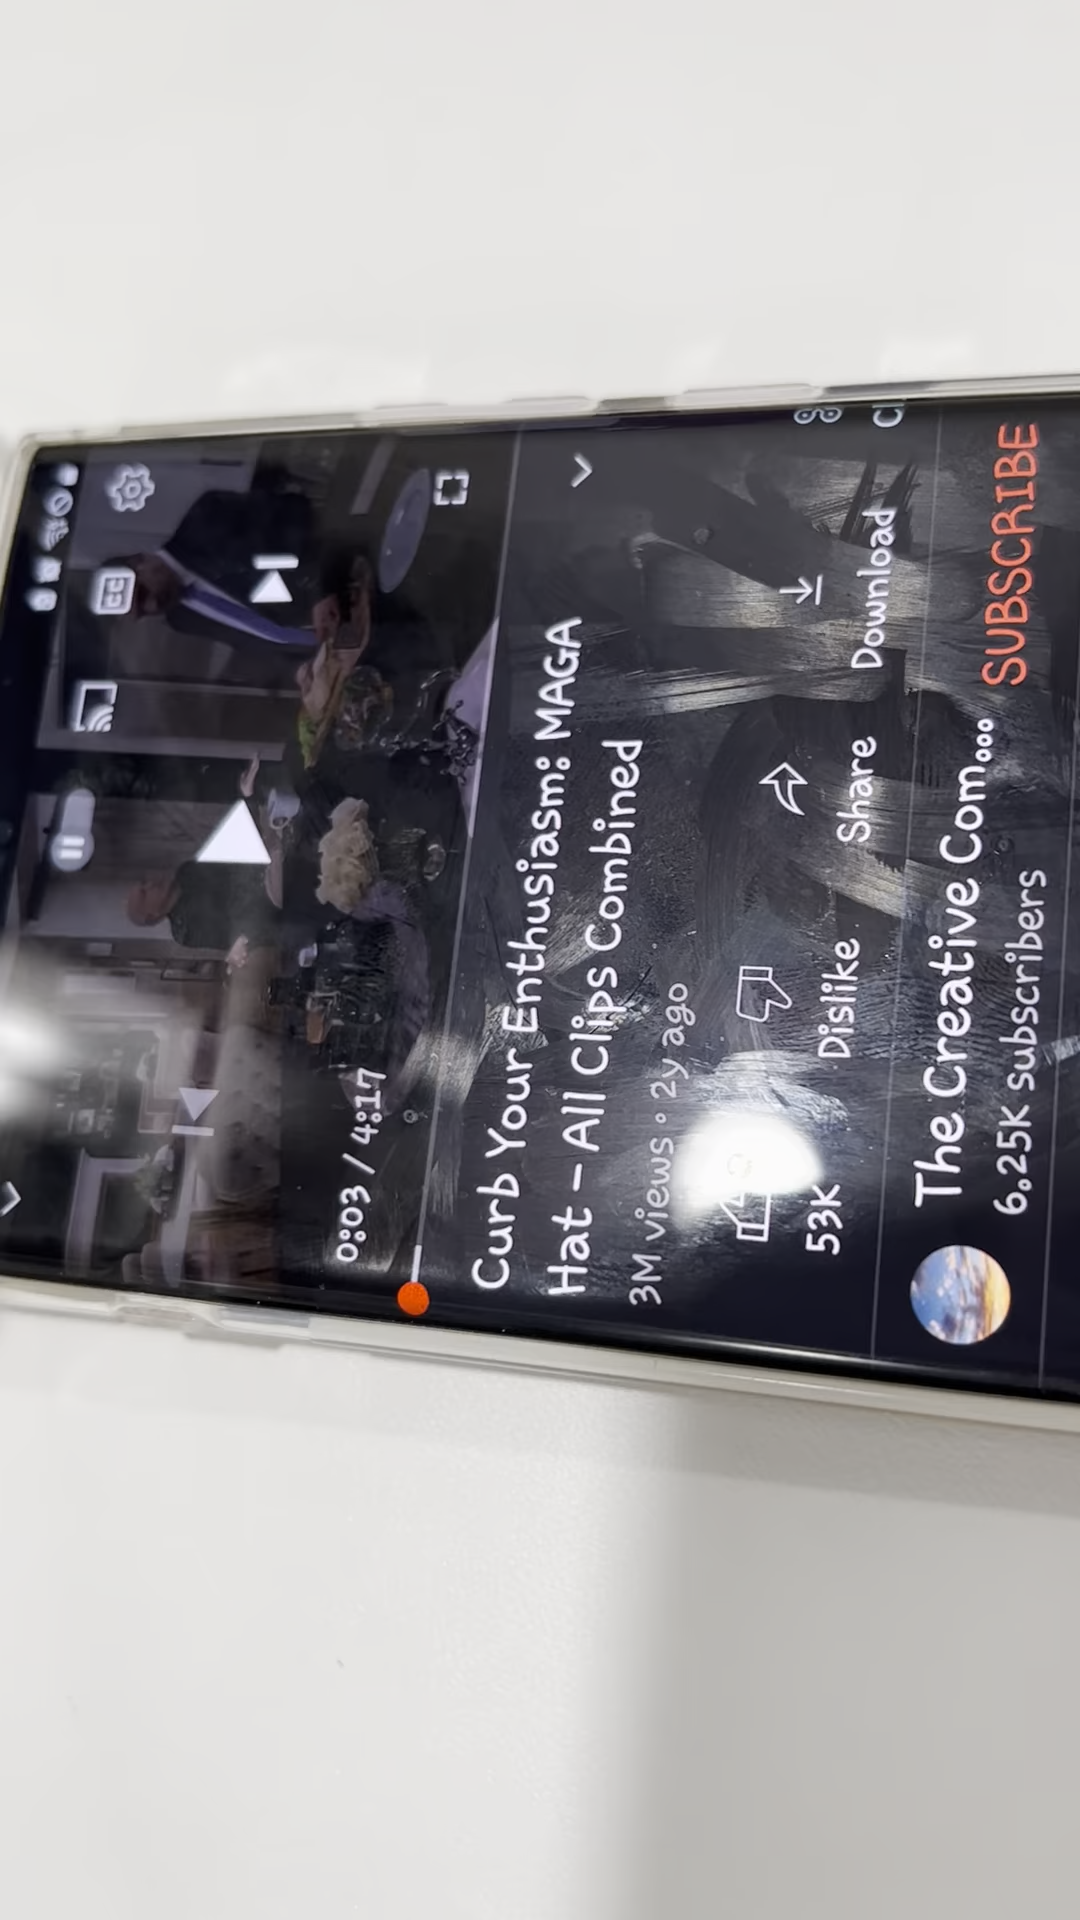 CC
0:03 / 4:17
Curb Your Enthusiasm: MAGA
Hat - All Clips Combined
3M views · 2y ago
53K
Dislike
Share
Download
The Creative Com...
6.25K subscribers
SUBSCRIBE